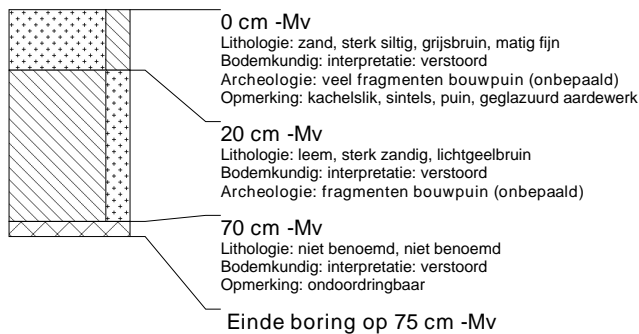 0 cm -Mv
Lithologie: zand, sterk siltig, grijsbruin, matig fijn
Bodemkundig: interpretatie: verstoord
Archeologie: veel fragmenten bouwpuin (onbepaald)
Opmerking: kachelslik, sintels, puin, geglazuurd aardewerk
20 cm -Mv
Lithologie: leem, sterk zandig, lichtgeelbruin
Bodemkundig: interpretatie: verstoord
Archeologie: fragmenten bouwpuin (onbepaald)
70 cm -Mv
Lithologie: niet benoemd, niet benoemd
Bodemkundig: interpretatie: verstoord
Opmerking: ondoordringbaar
Einde boring op 75 cm -Mv